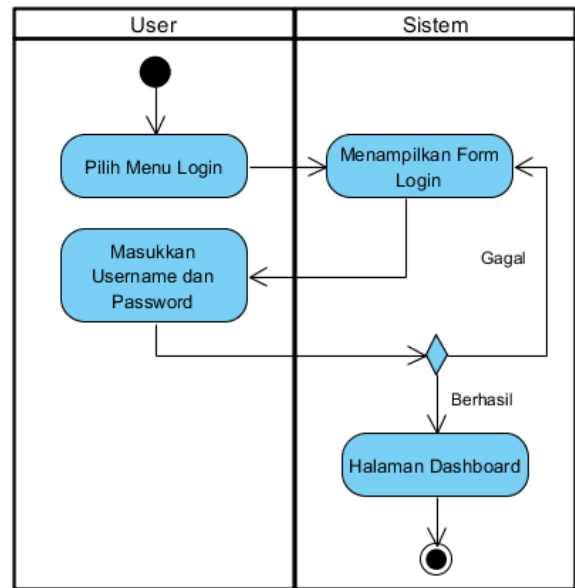 User
Sistem
Pilih Menu Login
Menampilkan Form
Login
Masukkan
Username dan
Password
Gagal
Berhasil
Halaman Dashboard